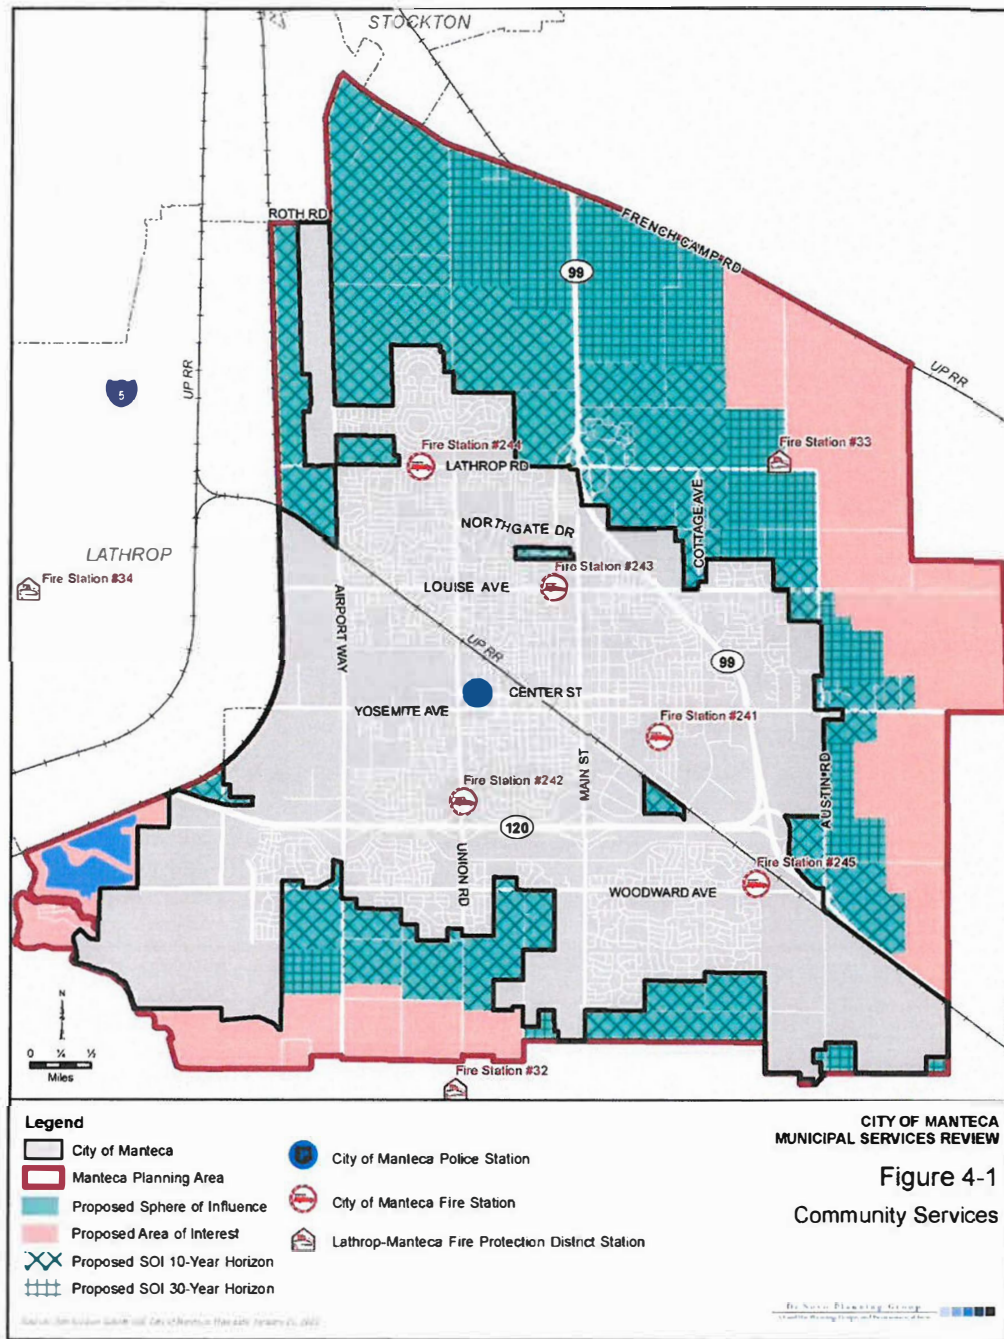 STOCKTON
ROTH RD
FRENCH CAMP RD
99
UP RR
UP RR
5
Fire Station #244
LATHROP RD
Fire Station #33
COTTAGE AVE
NORTHGATE DR
LATHROP
Fire Station #34
LOUISE AVE
Fire Station #243
AIRPORT WAY
UP RR
99
CENTER ST
YOSEMITE AVE
Fire Station #241
MAIN ST
AUSTIN RD
Fire Station #242
120
UNION RD
Fire Station #245
WOODWARD AVE
N
0 ¼ ½
Miles
Fire Station #32
Legend
City of Manteca
Manteca Planning Area
Proposed Sphere of Influence
Proposed Area of Interest
Proposed SOI 10-Year Horizon
Proposed SOI 30-Year Horizon
City of Manteca Police Station
City of Manteca Fire Station
Lathrop-Manteca Fire Protection District Station
CITY OF MANTECA
MUNICIPAL SERVICES REVIEW
Figure 4-1
Community Services
De Novo Planning Group